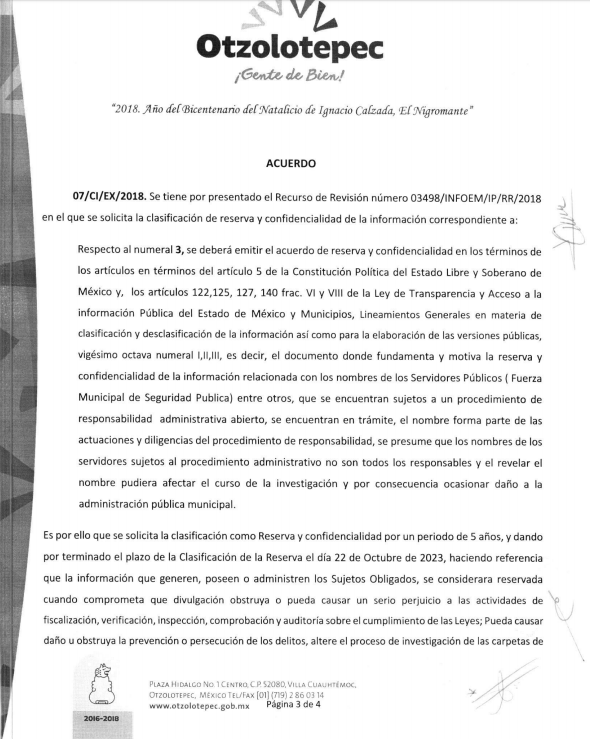 Otzolotepec
¡Gente de Bien!
"2018. Año del Bicentenario del Natalicio de Ignacio Calzada, El Nigromante"
ACUERDO
07/CI/EX/2018. Se tiene por presentado el Recurso de Revisión número 03498/INFOEM/IP/RR/2018
en el que se solicita la clasificación de reserva y confidencialidad de la información correspondiente a:
Respecto al numeral 3, se deberá emitir el acuerdo de reserva y confidencialidad en los términos de
los artículos en términos del artículo 5 de la Constitución Política del Estado Libre y Soberano de
México y, los artículos 122,125, 127, 140 frac. VI y VIII de la Ley de Transparencia y Acceso a la
información Pública del Estado de México y Municipios, Lineamientos Generales en materia de
clasificación y desclasificación de la información así como para la elaboración de las versiones públicas,
vigésimo octava numeral I,II,III, es decir, el documento donde fundamenta y motiva la reserva y
confidencialidad de la información relacionada con los nombres de los Servidores Públicos ( Fuerza
Municipal de Seguridad Publica) entre otros, que se encuentran sujetos a un procedimiento de
responsabilidad administrativa abierto, se encuentran en trámite, el nombre forma parte de las
actuaciones y diligencias del procedimiento de responsabilidad, se presume que los nombres de los
servidores sujetos al procedimiento administrativo no son todos los responsables y el revelar el
nombre pudiera afectar el curso de la investigación y por consecuencia ocasionar daño a la
administración pública municipal.
Es por ello que se solicita la clasificación como Reserva y confidencialidad por un periodo de 5 años, y dando
por terminado el plazo de la Clasificación de la Reserva el día 22 de Octubre de 2023, haciendo referencia
que la información que generen, poseen o administren los Sujetos Obligados, se considerara reservada
cuando comprometa que divulgación obstruya o pueda causar un serio perjuicio a las actividades de
fiscalización, verificación, inspección, comprobación y auditoría sobre el cumplimiento de las Leyes; Pueda causar
daño u obstruya la prevención o persecución de los delitos, altere el proceso de investigación de las carpetas de
PLAZA HIDALGO NO. 1 CENTRO, C.P. 52080, VILLA CUAUHTÉMOC,
OTZOLOTEPEC, MÉXICO TEL/FAX [01] (719) 2 86 03 14
www.otzolotepec.gob.mx Página 3 de 4
2016-2018